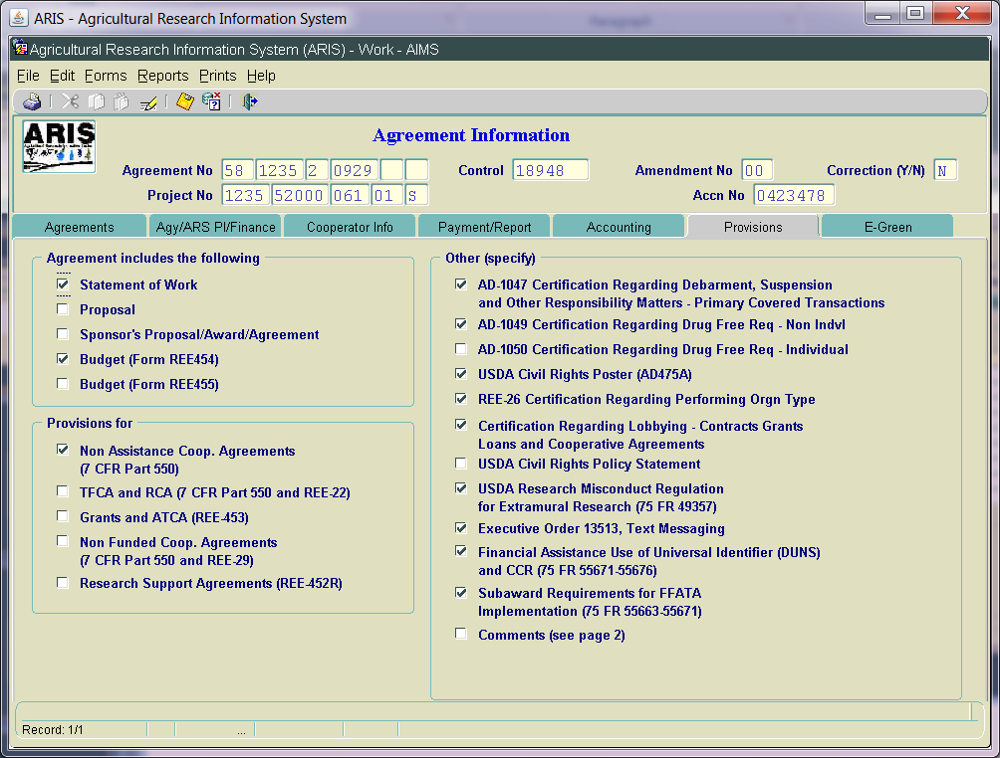 ARIS - Agricultural Research Information System
Agricultural Research Information System (ARIS) - Work - AIMS
File Edit Forms Reports Prints Help
ARIS
Agreement Information
Agreement No 58 1235 2 0929 Control 18948 Amendment No 00 Correction (Y/N) N
Project No 1235 52000 061 01 S Accn No 0423478
Agreements Agy/ARS PI/Finance Cooperator Info Payment/Report Accounting Provisions E-Green
Agreement includes the following
Statement of Work
Proposal
Sponsor's Proposal/Award/Agreement
Budget (Form REE454)
Budget (Form REE455)
Provisions for
Non Assistance Coop. Agreements
(7 CFR Part 550)
TFCA and RCA (7 CFR Part 550 and REE-22)
Grants and ATCA (REE-453)
Non Funded Coop. Agreements
(7 CFR Part 550 and REE-29)
Research Support Agreements (REE-452R)
Other (specify)
AD-1047 Certification Regarding Debarment, Suspension
and Other Responsibility Matters - Primary Covered Transactions
AD-1049 Certification Regarding Drug Free Req - Non Indvl
AD-1050 Certification Regarding Drug Free Req - Individual
USDA Civil Rights Poster (AD475A)
REE-26 Certification Regarding Performing Orgn Type
Certification Regarding Lobbying - Contracts Grants
Loans and Cooperative Agreements
USDA Civil Rights Policy Statement
USDA Research Misconduct Regulation
for Extramural Research (75 FR 49357)
Executive Order 13513, Text Messaging
Financial Assistance Use of Universal Identifier (DUNS)
and CCR (75 FR 55671-55676)
Subaward Requirements for FFATA
Implementation (75 FR 55663-55671)
Comments (see page 2)
Record: 1/1 ...